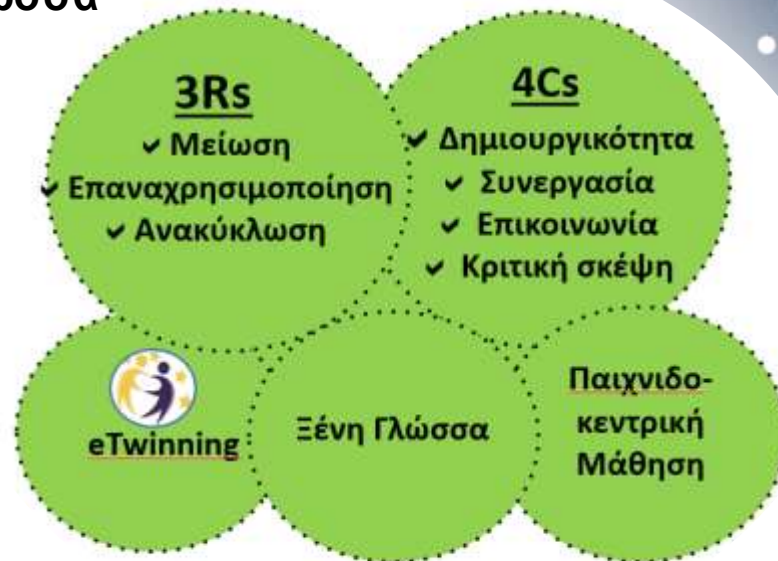 3Rs
✓ Μείωση
✓ Επαναχρησιμοποίηση
✓ Ανακύκλωση
4Cs
✓ Δημιουργικότητα
✓ Συνεργασία
✓ Επικοινωνία
✓ Κριτική σκέψη
eTwinning
Ξένη Γλώσσα
Παιχνιδο-
κεντρική
Μάθηση